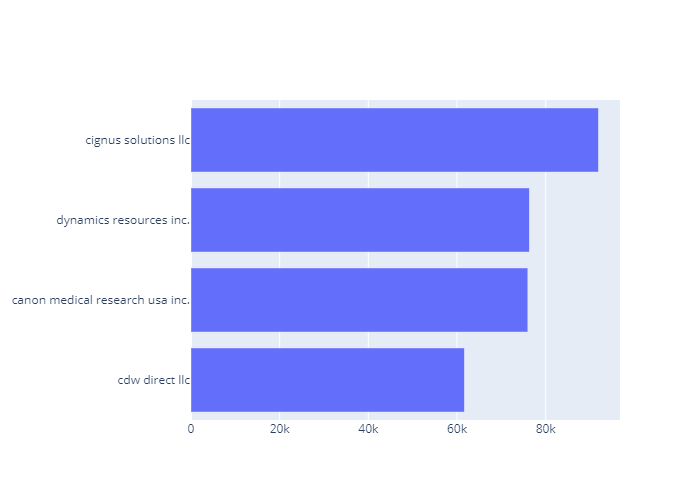 cignus solutions llc
dynamics resources inc.
canon medical research usa inc.
cdw direct llc
0 20k 40k 60k 80k